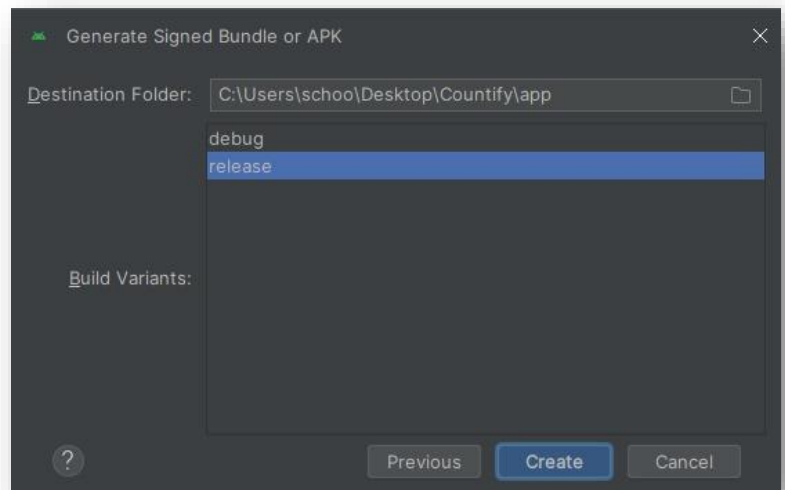 Generate Signed Bundle or APK
Destination Folder: C:\Users\schoo\Desktop\Countify\app
debug
release
Build Variants:
? Previous Create Cancel